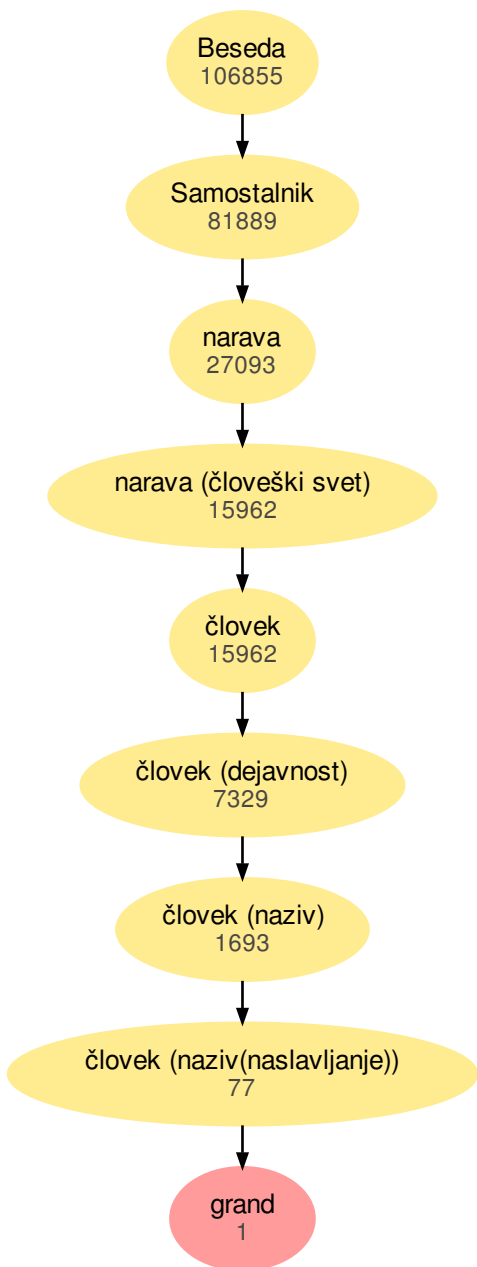 Beseda
106855
Samostalnik
81889
narava
27093
narava (človeški svet)
15962
človek
15962
človek (dejavnost)
7329
človek (naziv)
1693
človek (naziv(naslavljanje))
77
grand
1